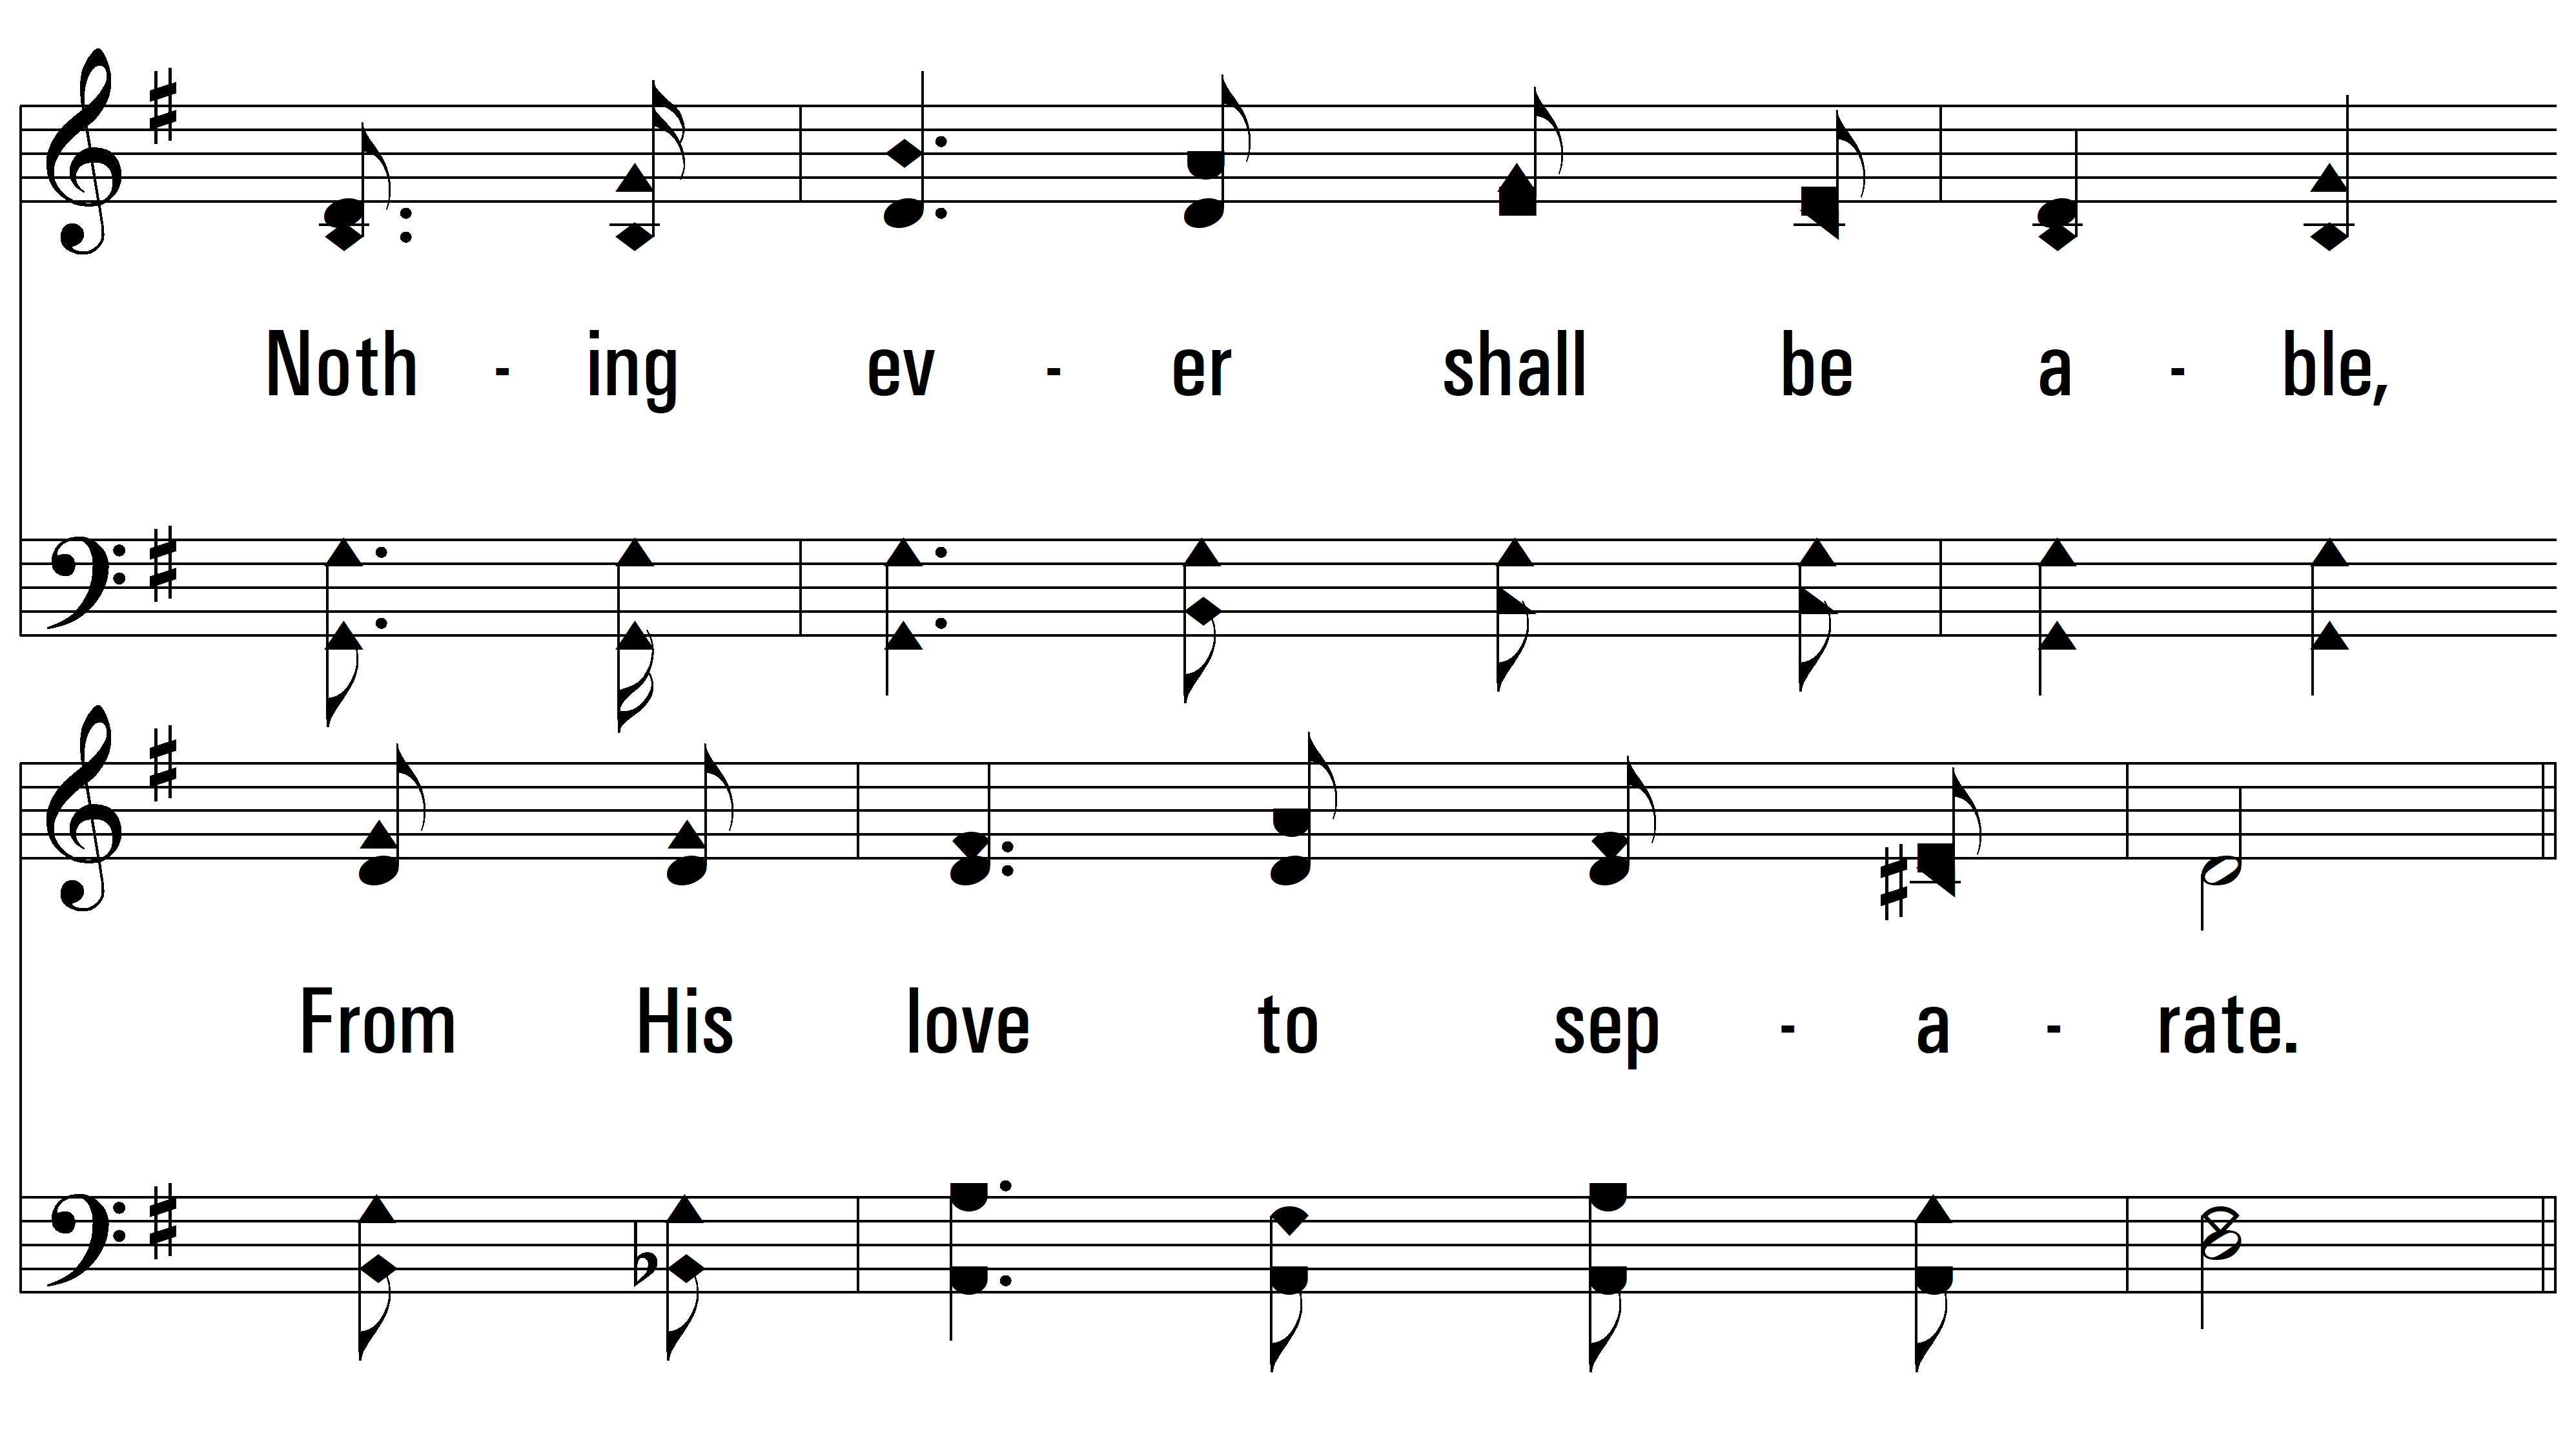 Noth - ing ev - er shall be a - ble,
From His love to sep - a - rate.